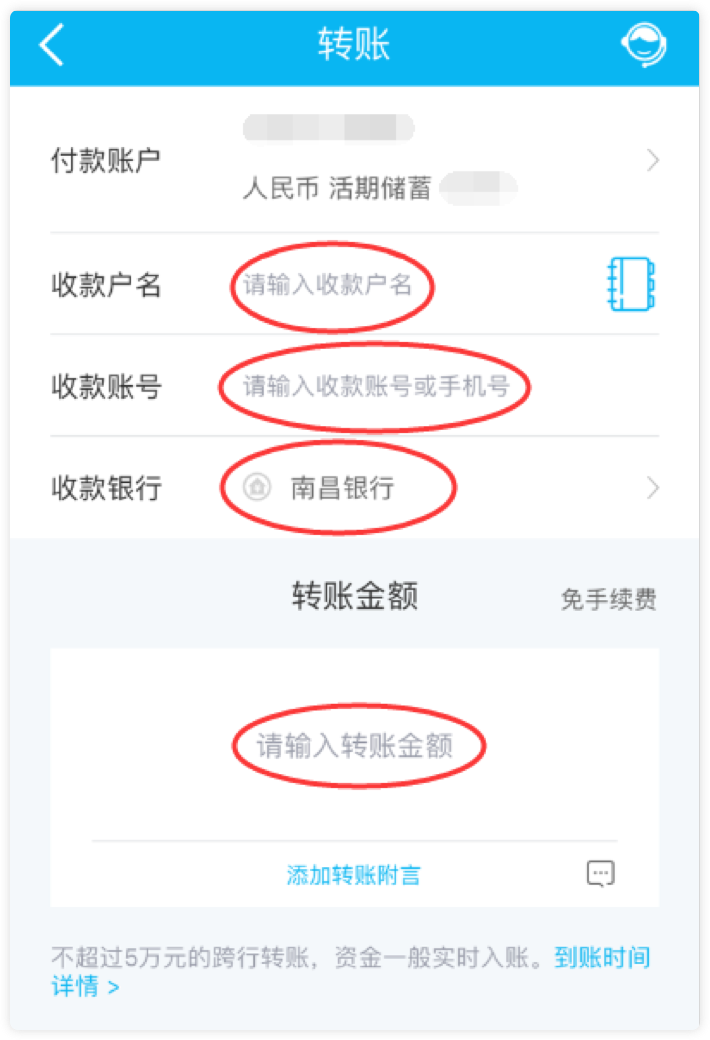 转账
付款账户
人民币 活期储蓄
收款户名 请输入收款户名
收款账号 请输入收款账号或手机号
收款银行 南昌银行
转账金额 免手续费
请输入转账金额
添加转账附言
不超过5万元的跨行转账，资金一般实时入账。到账时间
详情 >